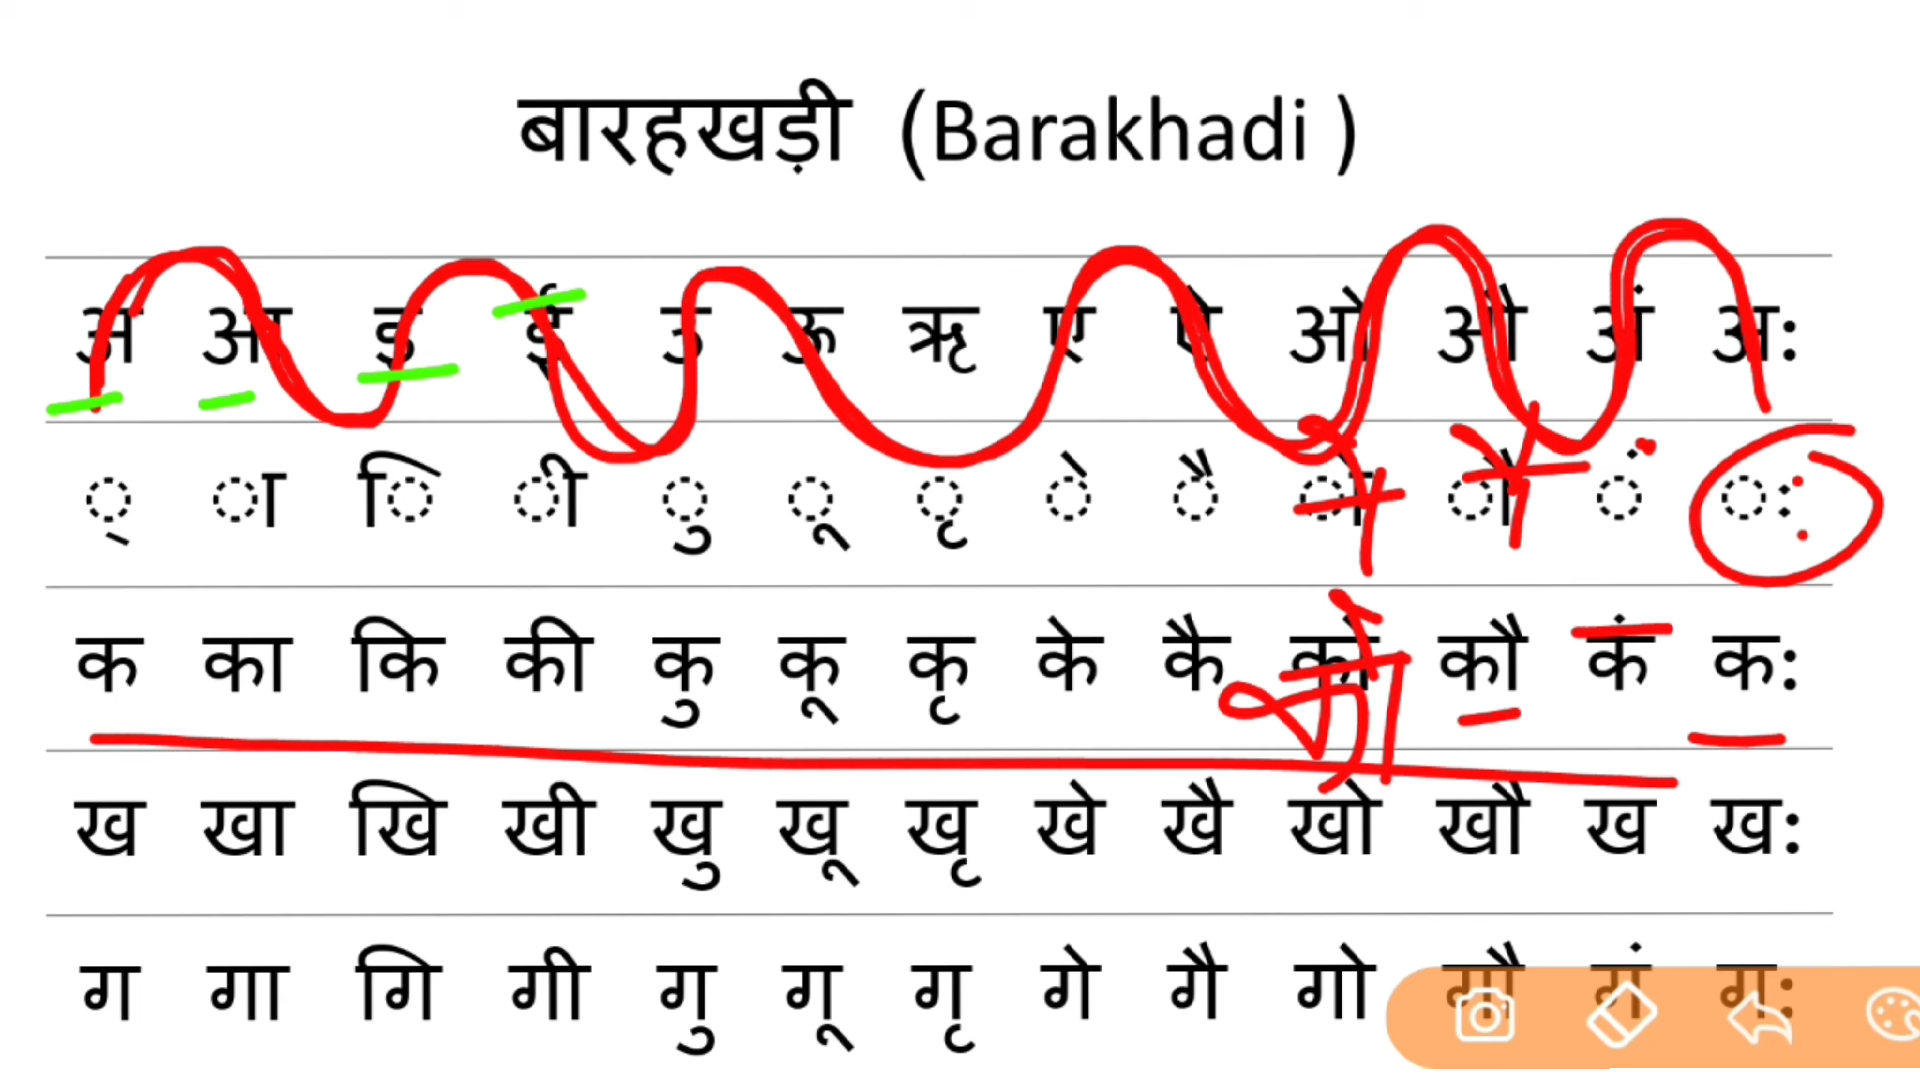 बारहखड़ी (Barakhadi )
अ आ इ ई उ ऊ ऋ ए ऐ ओ औ अं अः
◌् ◌ा ◌ि ◌ी ◌ु ◌ू ◌ृ ◌े ◌ै ◌ो ◌ौ ◌ं ◌ः
क का कि की कु कू कृ के कै को कौ कं कः
को
ख खा खि खी खु खू खृ खे खै खो खौ ख खः
ग गा गि गी गु गू गृ गे गै गो गौ गं गः